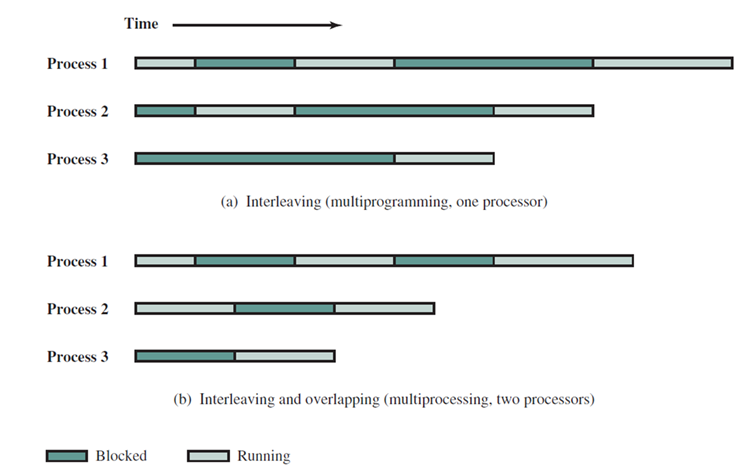 Time
Process 1
Process 2
Process 3
(a) Interleaving (multiprogramming, one processor)
Process 1
Process 2
Process 3
(b) Interleaving and overlapping (multiprocessing, two processors)
Blocked Running